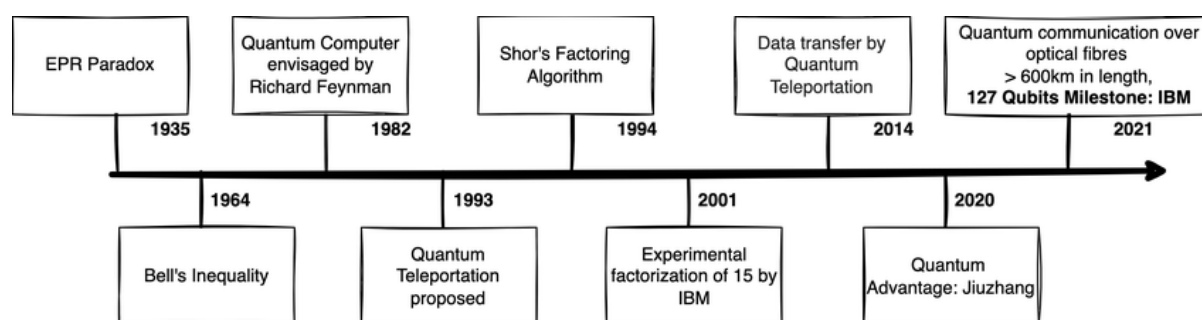 EPR Paradox
1935
Quantum Computer
envisaged by
Richard Feynman
1982
Shor's Factoring
Algorithm
1994
Data transfer by
Quantum
Teleportation
2014
Quantum communication over
optical fibres
> 600km in length,
127 Qubits Milestone: IBM
2021
1964
Bell's Inequality
1993
Quantum
Teleportation
proposed
2001
Experimental
factorization of 15 by
IBM
2020
Quantum
Advantage: Jiuzhang